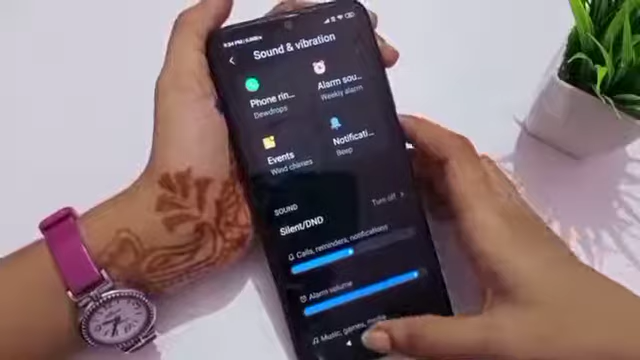 Sound & vibration
Phone rin...
Dewdrops
Alarm sou...
Weekly alarm
Events
Wind chimes
Notificati...
Beep
SOUND
Silent/DND
Turn off
Calls, reminders, notifications
Alarm volume
Music, games, media